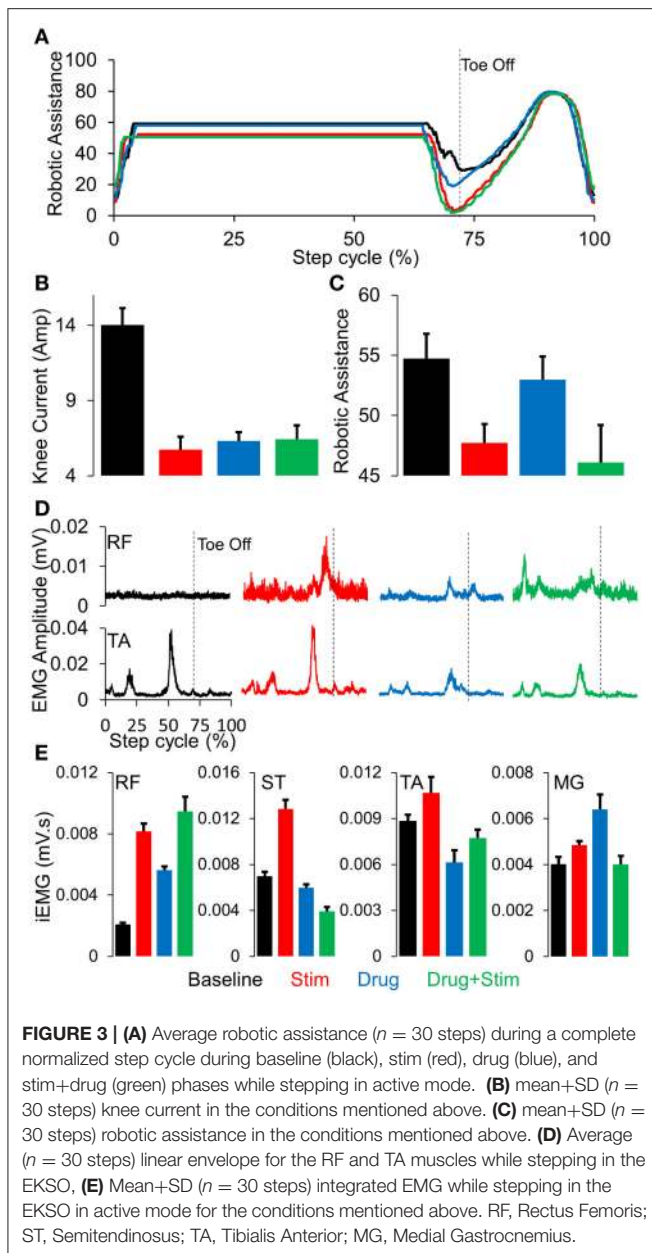 A
Robotic Assistance
100
80
60
40
20
0
Toe Off
0 25 50 75 100
Step cycle (%)
B
Knee Current (Amp)
14
9
4
C
Robotic Assistance
60
55
50
45
D
EMG Amplitude (mV)
0.02
0.01
0
RF
Toe Off
0.04
0.02
0
TA
0 25 50 75 100
Step cycle (%)
E
iEMG (mV.s)
0.012
0.008
0.004
0
RF
0.016
0.012
0.008
0.004
0
ST
0.012
0.009
0.006
0.003
0
TA
0.008
0.006
0.004
0.002
0
MG
Baseline Stim Drug Drug+Stim
FIGURE 3 | (A) Average robotic assistance (n = 30 steps) during a complete
normalized step cycle during baseline (black), stim (red), drug (blue), and
stim+drug (green) phases while stepping in active mode. (B) mean+SD (n =
30 steps) knee current in the conditions mentioned above. (C) mean+SD (n =
30 steps) robotic assistance in the conditions mentioned above. (D) Average
(n = 30 steps) linear envelope for the RF and TA muscles while stepping in the
EKSO, (E) Mean+SD (n = 30 steps) integrated EMG while stepping in the
EKSO in active mode for the conditions mentioned above. RF, Rectus Femoris;
ST, Semitendinosus; TA, Tibialis Anterior; MG, Medial Gastrocnemius.